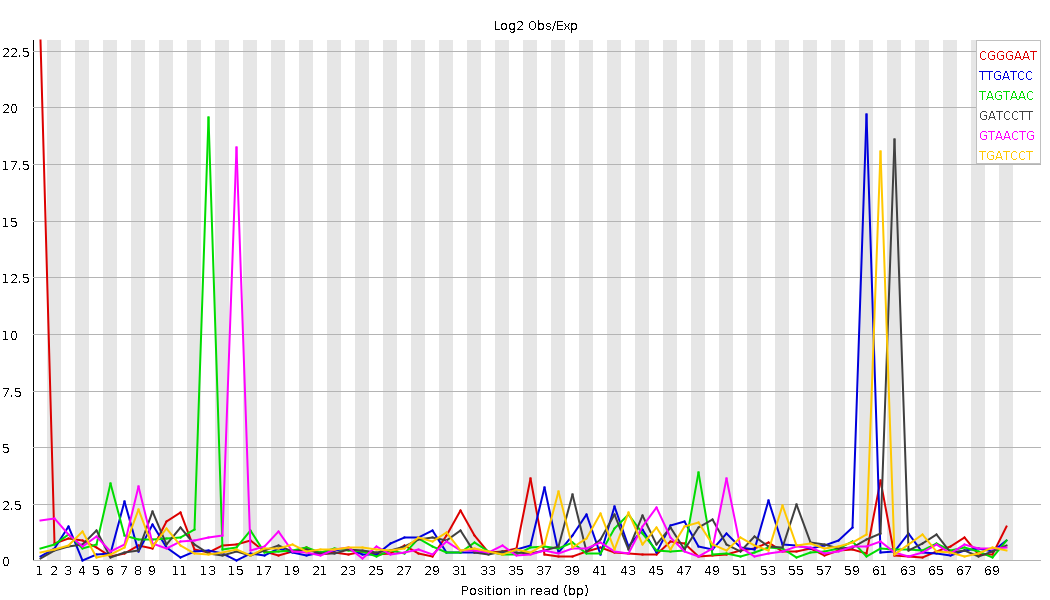 Log2 Obs/Exp
22.5
20
17.5
15
12.5
10
7.5
5
2.5
0
CGGGAAT
TTGATCC
TAGTAAC
GATCCTT
GTAACTG
TGATCCT
1 2 3 4 5 6 7 8 9 11 13 15 17 19 21 23 25 27 29 31 33 35 37 39 41 43 45 47 49 51 53 55 57 59 61 63 65 67 69
Position in read (bp)